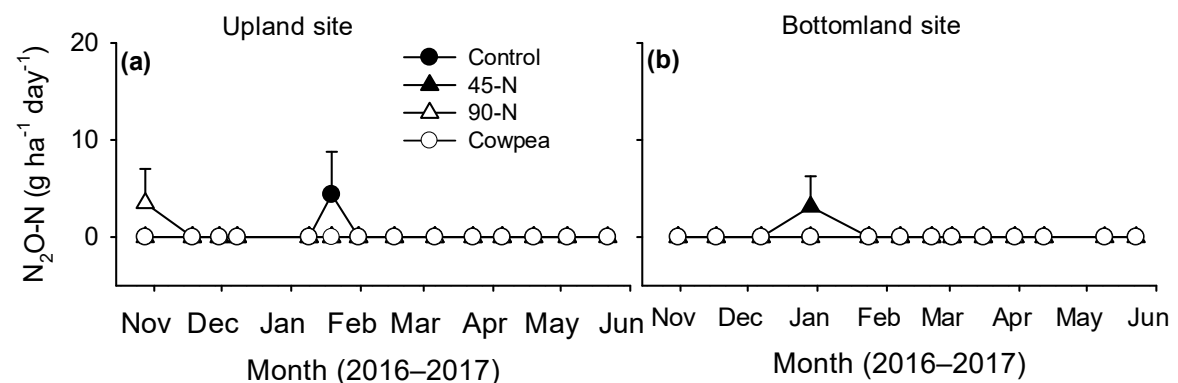 Upland site
Bottomland site
(a)
(b)
Control
45-N
90-N
Cowpea
20
10
0
N₂O-N (g ha⁻¹ day⁻¹)
Nov Dec Jan Feb Mar Apr May Jun
Nov Dec Jan Feb Mar Apr May Jun
Month (2016–2017)
Month (2016–2017)